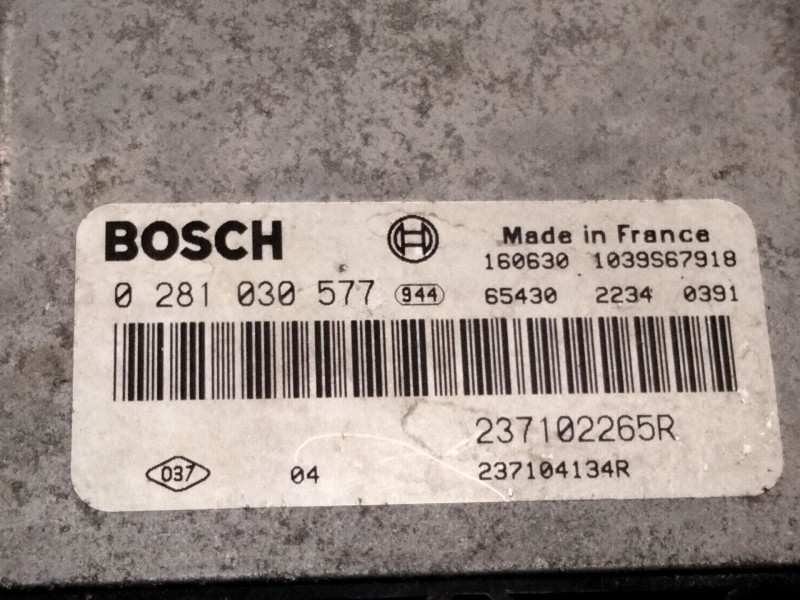 BOSCH Made in France
160630 1039S67918
0 281 030 577 944 65430 2234 0391
237102265R
037 04 237104134R